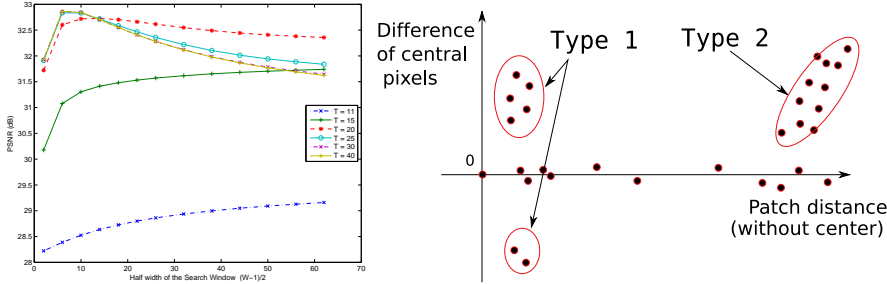 33
32.5
32
31.5
31
30.5
30
29.5
29
28.5
28
PSNR (dB)
T = 11
T = 15
T = 20
T = 25
T = 30
T = 40
0 10 20 30 40 50 60 70
Half width of the Search Window (W−1)/2
Difference
of central
pixels
Type 1
Type 2
0
Patch distance
(without center)